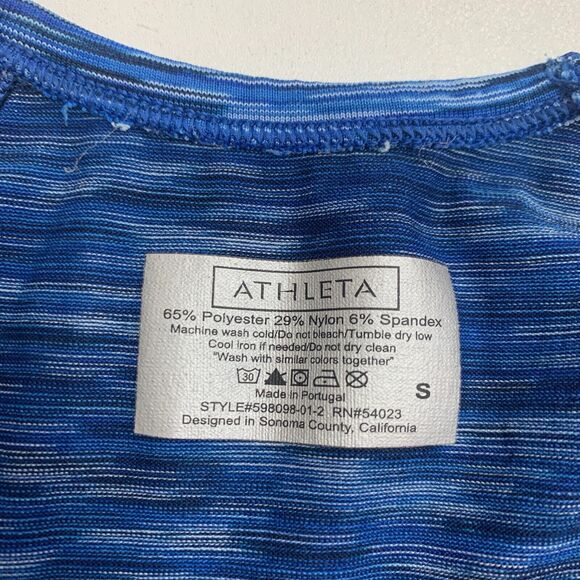 ATHLETA
65% Polyester 29% Nylon 6% Spandex
Machine wash cold/Do not bleach/Tumble dry low
Cool iron if needed/Do not dry clean
"Wash with similar colors together"
30
S
Made in Portugal
STYLE#598098-01-2 RN#54023
Designed in Sonoma County, California